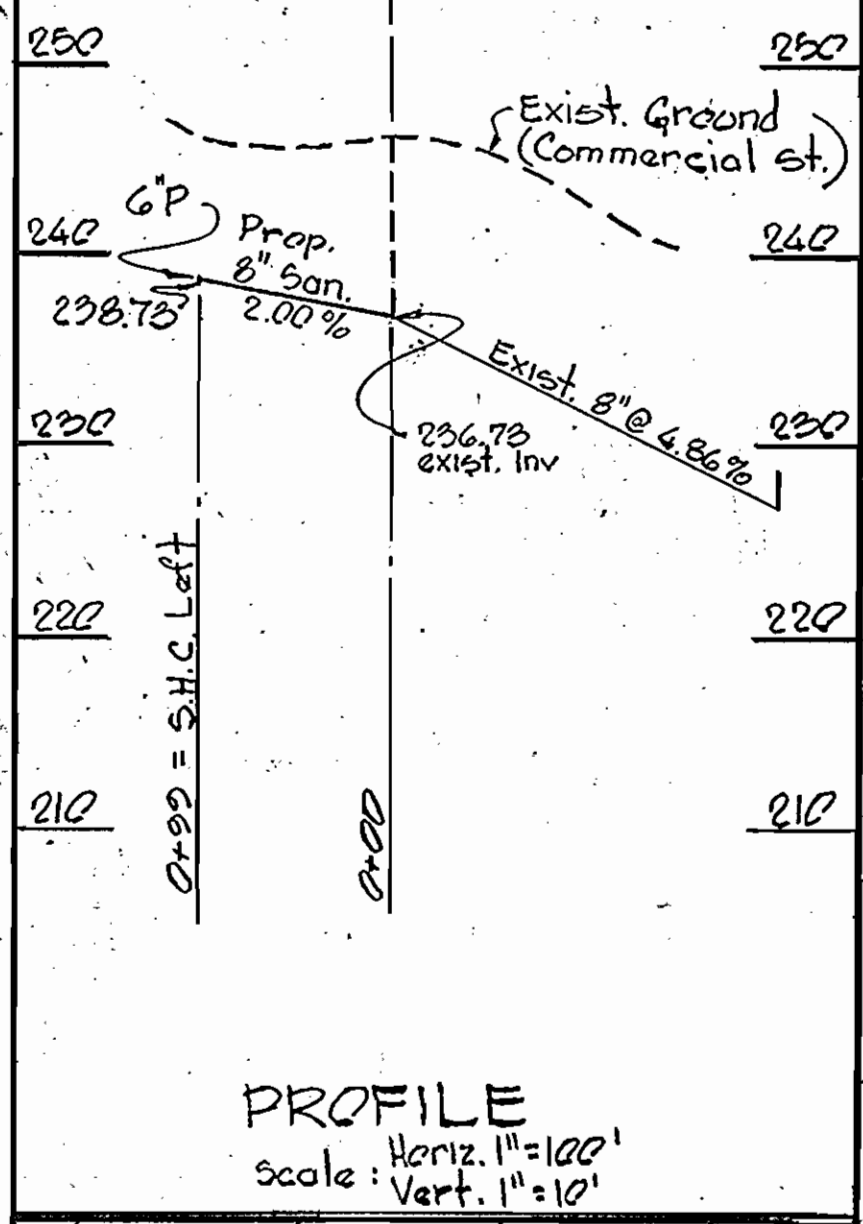 250
250
Exist. Ground
(Commercial St.)
6"P
240
Prop.
240
8" San.
238.73
2.00%
Exist. 8" @ 4.86%
230
236.73
230
exist. Inv
220
220
0+99 = S.H.C. Left
210
0+00
210
PROFILE
Scale: Horiz. 1"=100'
Vert. 1"=10'